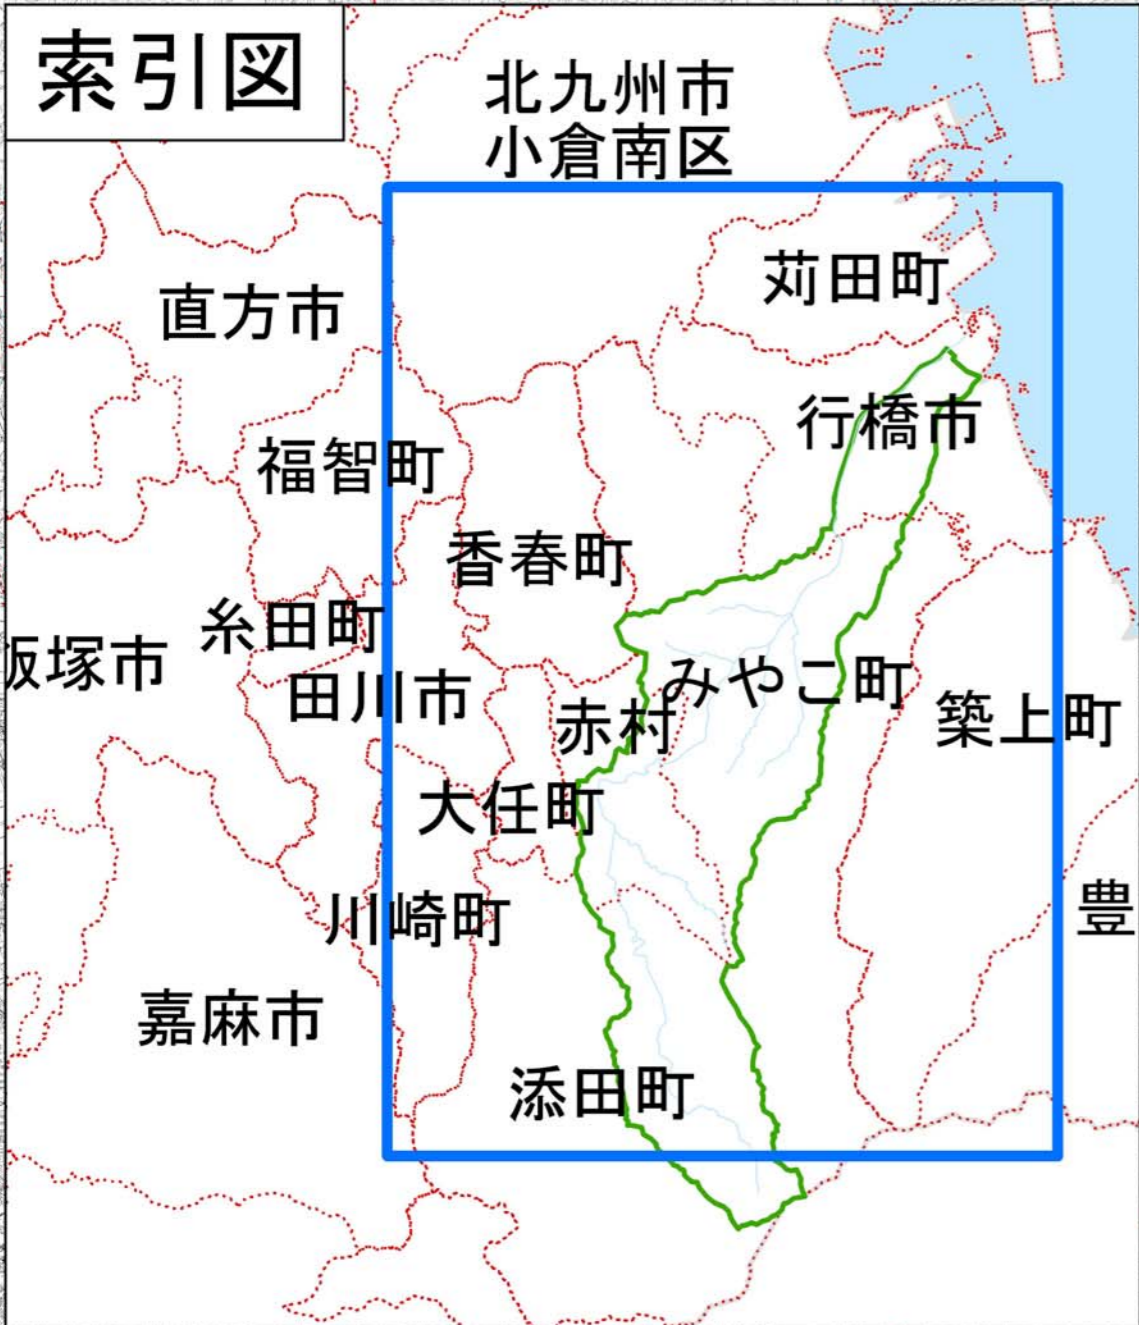 索引図
北九州市
小倉南区
苅田町
直方市
行橋市
福智町
香春町
糸田町
飯塚市
みやこ町
田川市
赤村
築上町
大任町
川崎町
豊
嘉麻市
添田町